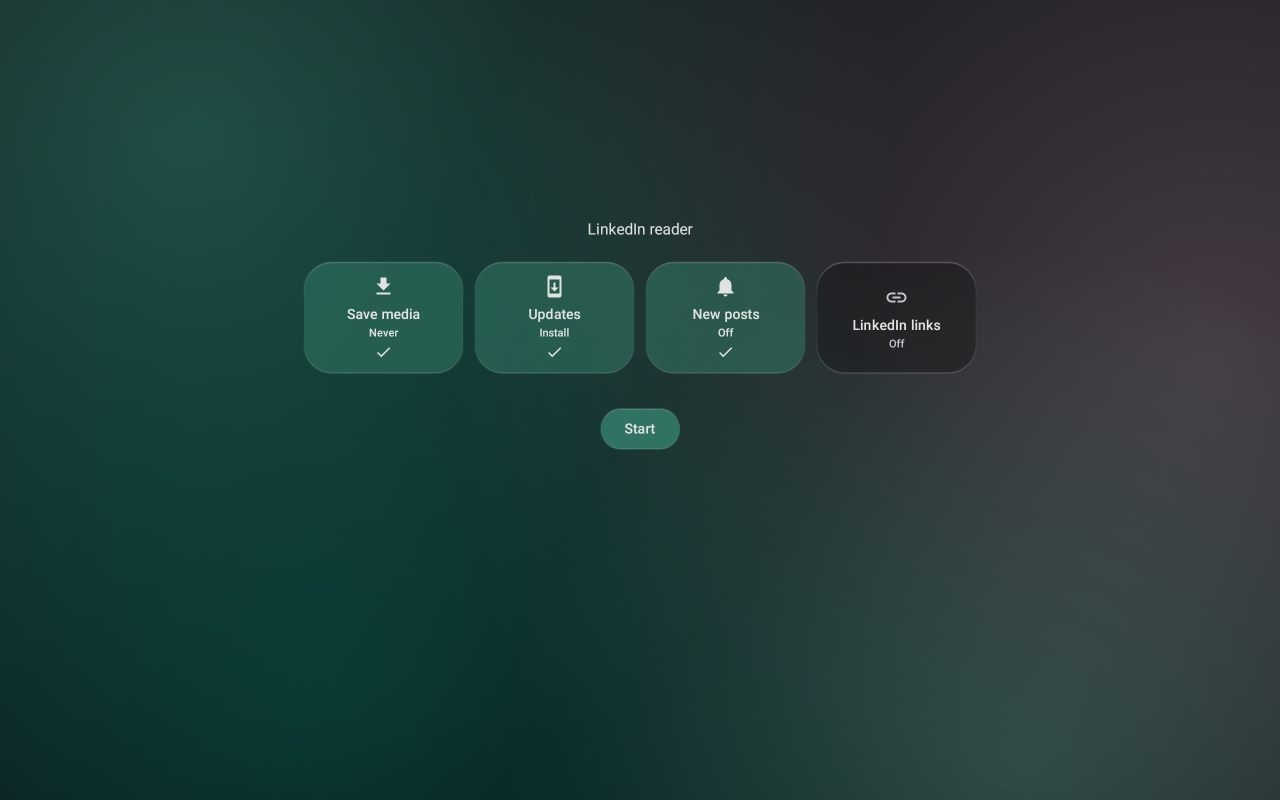 LinkedIn reader
Save media
Never
Updates
Install
New posts
Off
LinkedIn links
Off
Start